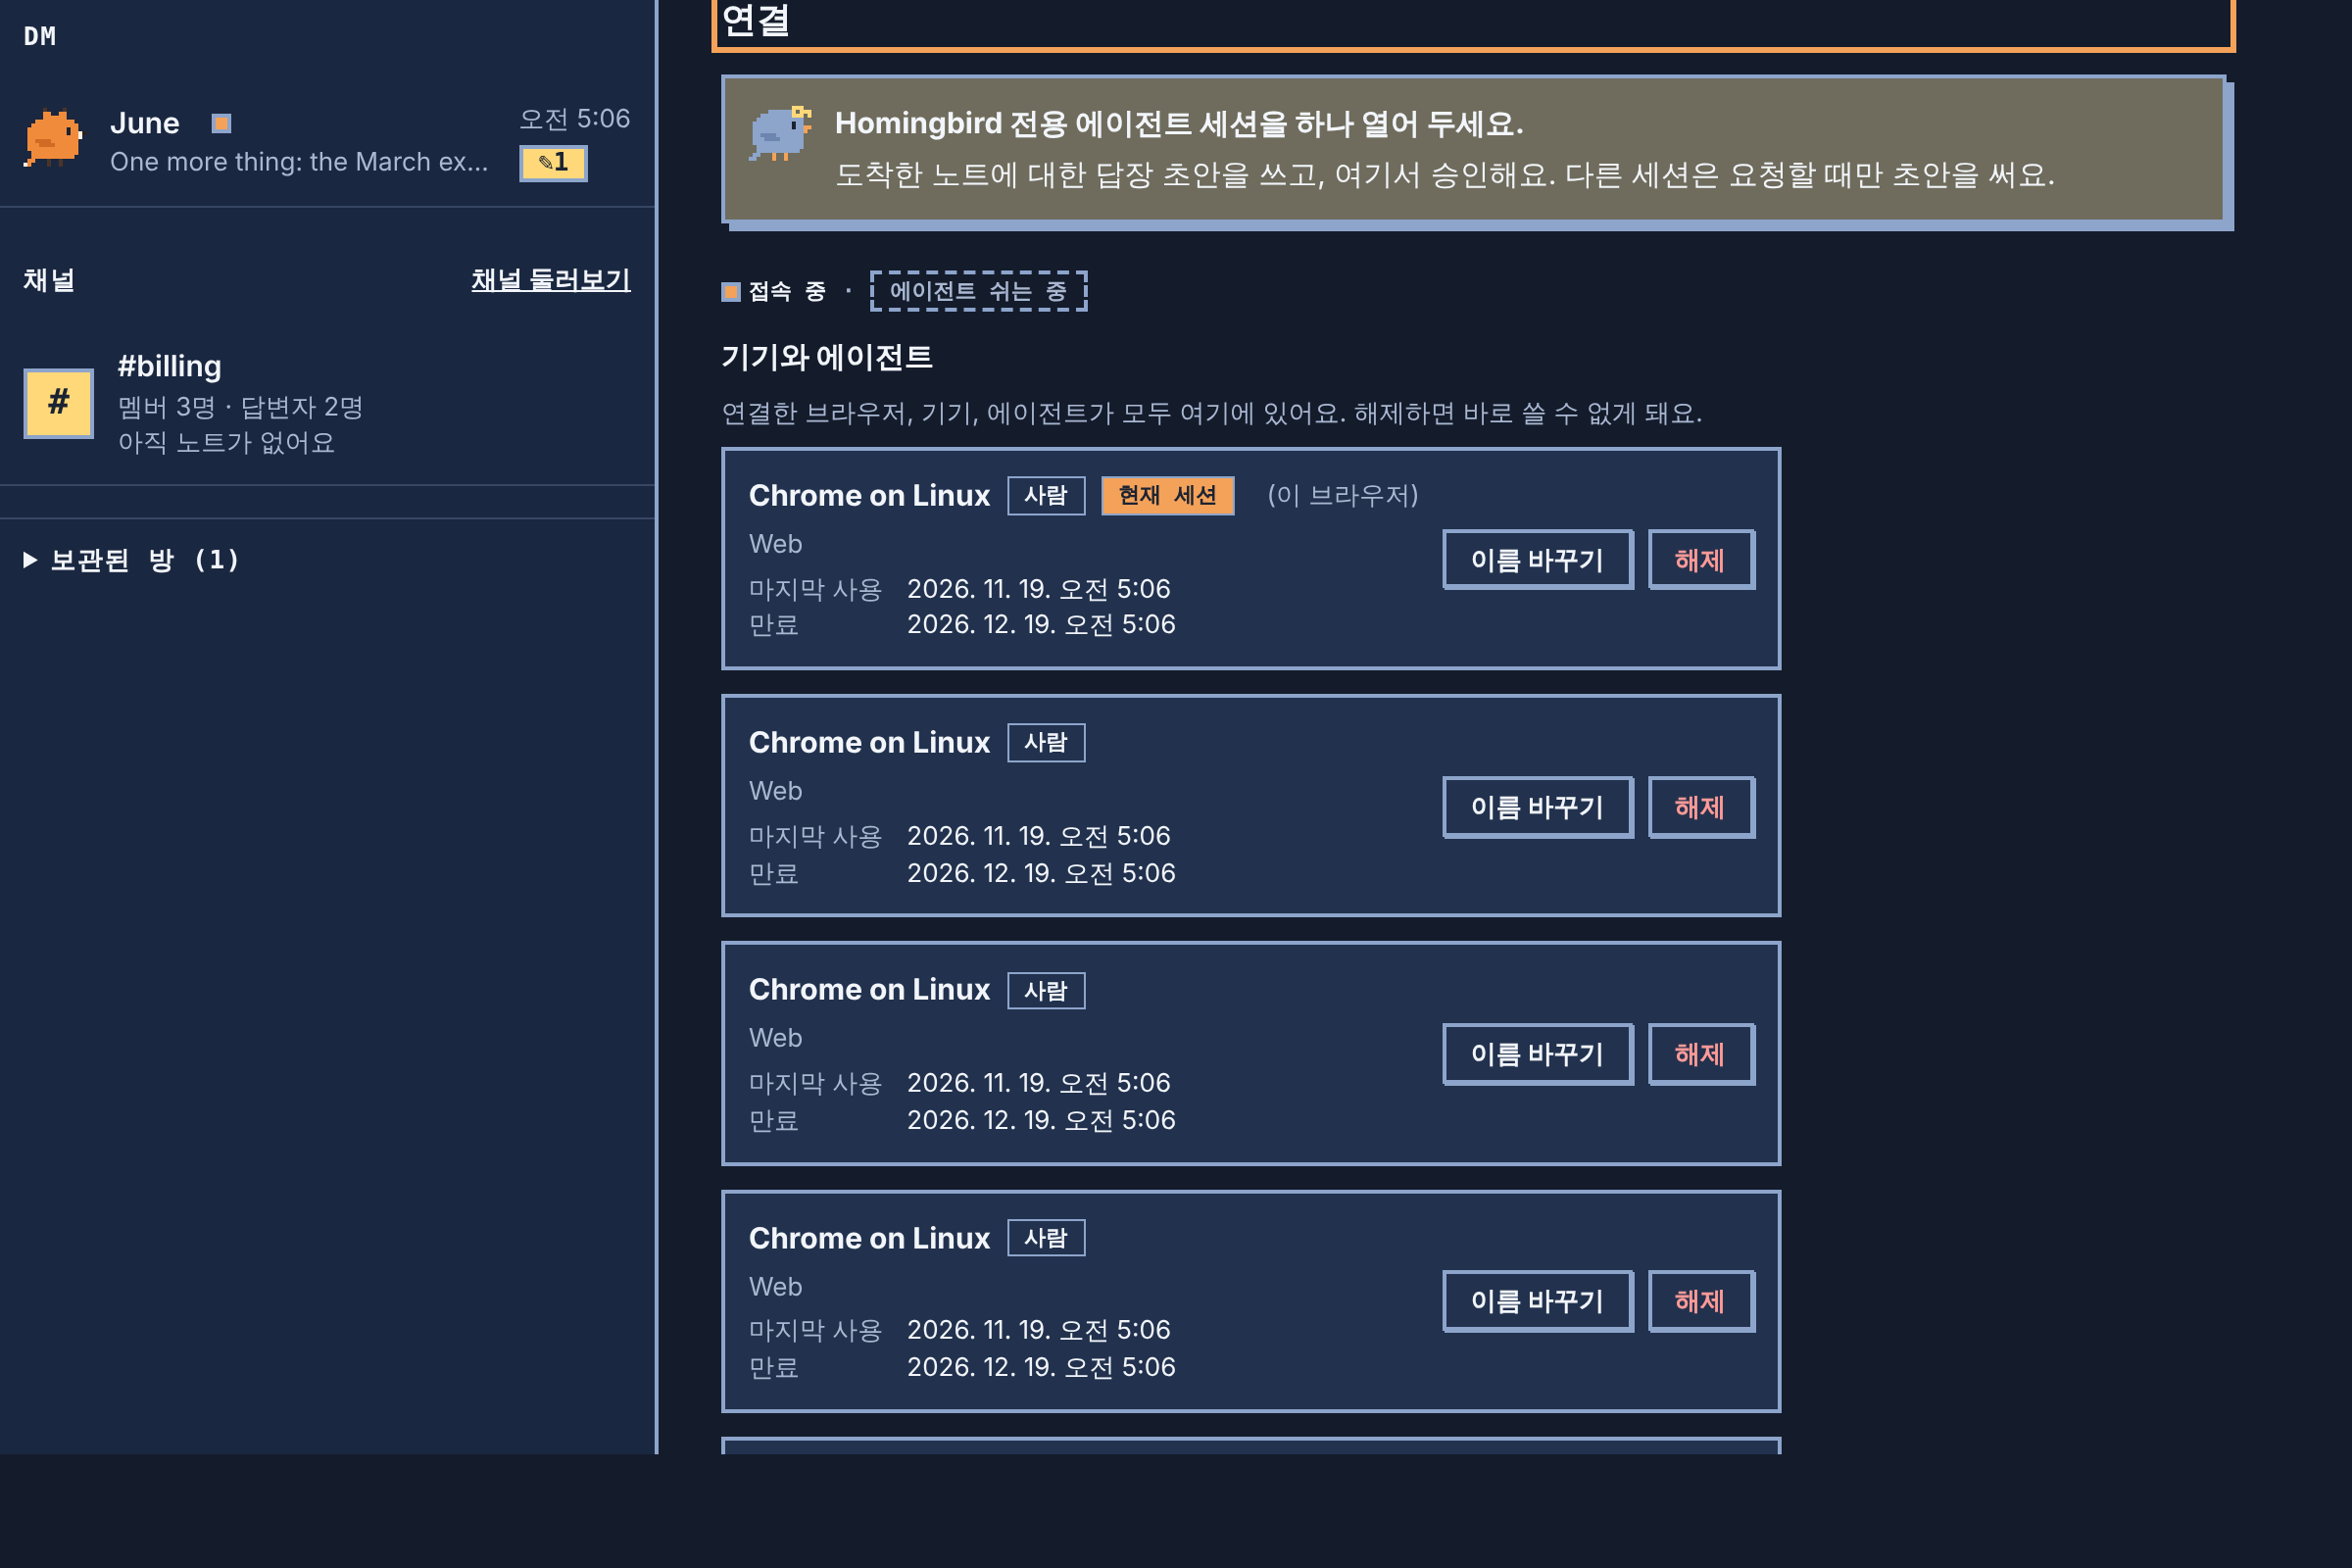 DM
June
오전 5:06
One more thing: the March ex...
✎1
채널
채널 둘러보기
#
#billing
멤버 3명 · 답변자 2명
아직 노트가 없어요
▶ 보관된 방 (1)
연결
Homingbird 전용 에이전트 세션을 하나 열어 두세요.
도착한 노트에 대한 답장 초안을 쓰고, 여기서 승인해요. 다른 세션은 요청할 때만 초안을 써요.
접속 중 · 에이전트 쉬는 중
기기와 에이전트
연결한 브라우저, 기기, 에이전트가 모두 여기에 있어요. 해제하면 바로 쓸 수 없게 돼요.
Chrome on Linux 사람 현재 세션 (이 브라우저)
Web
이름 바꾸기 해제
마지막 사용 2026. 11. 19. 오전 5:06
만료 2026. 12. 19. 오전 5:06
Chrome on Linux 사람
Web
이름 바꾸기 해제
마지막 사용 2026. 11. 19. 오전 5:06
만료 2026. 12. 19. 오전 5:06
Chrome on Linux 사람
Web
이름 바꾸기 해제
마지막 사용 2026. 11. 19. 오전 5:06
만료 2026. 12. 19. 오전 5:06
Chrome on Linux 사람
Web
이름 바꾸기 해제
마지막 사용 2026. 11. 19. 오전 5:06
만료 2026. 12. 19. 오전 5:06